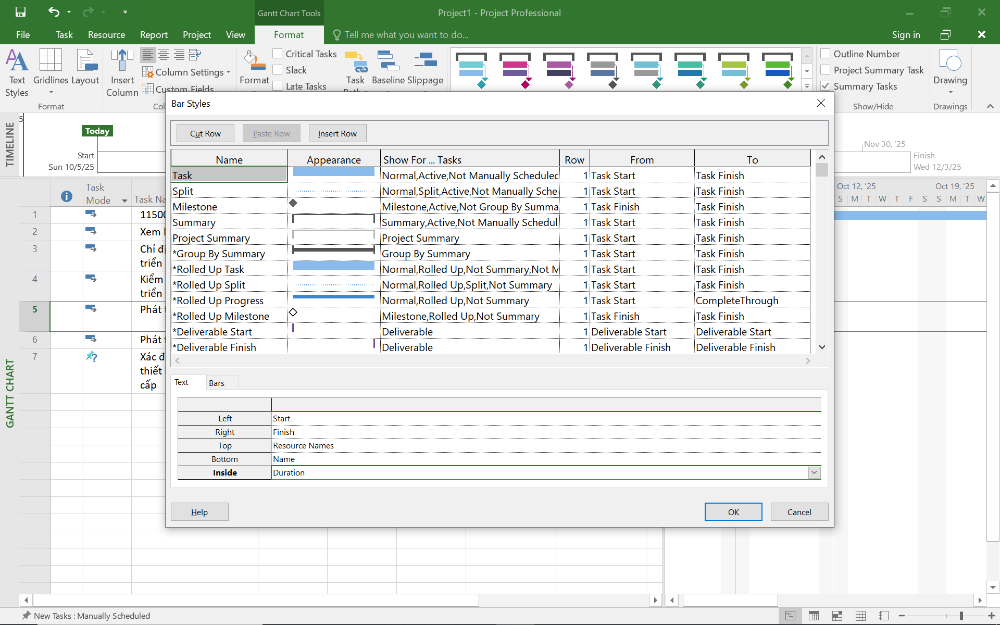 Gantt Chart Tools
Project1 - Project Professional
File
Task
Resource
Report
Project
View
Format
Tell me what you want to do...
Sign in
Text Styles
Gridlines
Layout
Format
Insert Column
Column Settings
Custom Fields
Format
Critical Tasks
Slack
Late Tasks
Task
Baseline
Slippage
Outline Number
Project Summary Task
Summary Tasks
Show/Hide
Drawing
Drawings
TIMELINE
Today
Start
Sun 10/5/25
Nov 30, '25
Finish
Wed 12/3/25
Bar Styles
Cut Row
Paste Row
Insert Row
Name Appearance Show For ... Tasks Row From To
Task Normal,Active,Not Manually Scheduled 1 Task Start Task Finish
Split Normal,Split,Active,Not Manually Sche 1 Task Start Task Finish
Milestone Milestone,Active,Not Group By Summa 1 Task Finish Task Finish
Summary Summary,Active,Not Manually Schedul 1 Task Start Task Finish
Project Summary Project Summary 1 Task Start Task Finish
*Group By Summary Group By Summary 1 Task Start Task Finish
*Rolled Up Task Normal,Rolled Up,Not Summary,Not M 1 Task Start Task Finish
*Rolled Up Split Normal,Rolled Up,Split,Not Summary 1 Task Start Task Finish
*Rolled Up Progress Normal,Rolled Up,Not Summary 1 Task Start CompleteThrough
*Rolled Up Milestone Milestone,Rolled Up,Not Summary 1 Task Finish Task Finish
*Deliverable Start Deliverable 1 Deliverable Start Deliverable Start
*Deliverable Finish Deliverable 1 Deliverable Finish Deliverable Finish
Text
Bars
Left Start
Right Finish
Top Resource Names
Bottom Name
Inside Duration
Help
OK
Cancel
GANTT CHART
Task Mode
Task Na
1 11500
2 Xem
3 Chỉ đị
triển
4 Kiểm
triển
5 Phát
6 Phát
7 Xác đ
thiết
cấp
Oct 12, '25
Oct 19, '25
S M T W T F S S M T W
New Tasks : Manually Scheduled